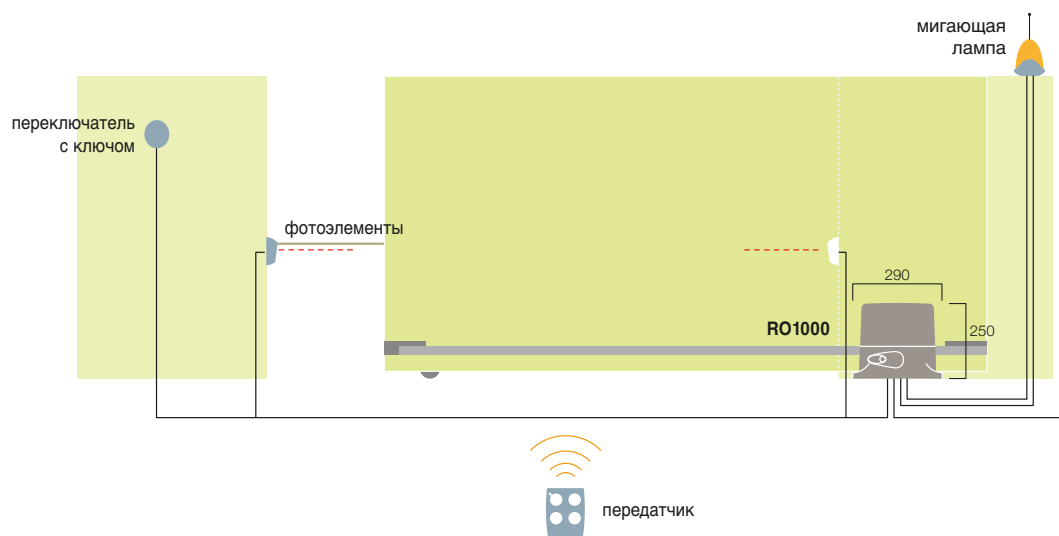 мигающая
лампа
переключатель
с ключом
фотоэлементы
290
RO1000
250
передатчик